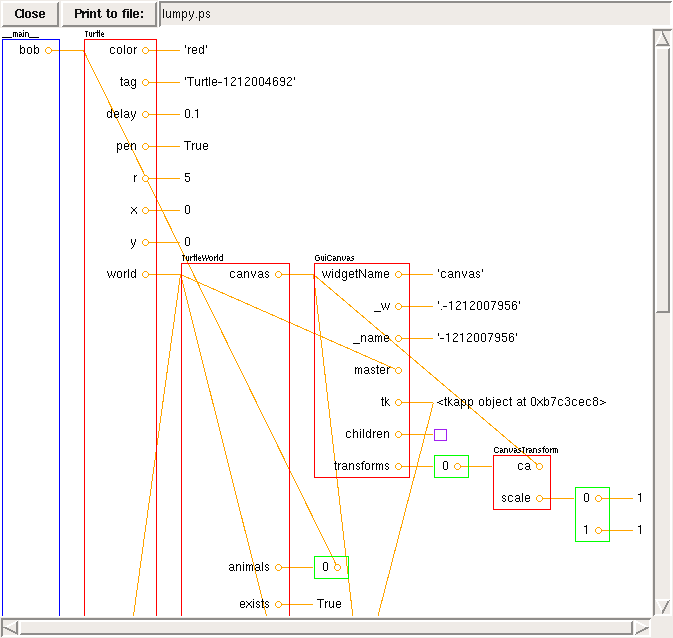 Close Print to file: lumpy.ps
__main__ Turtle
bob color 'red'
tag 'Turtle-1212004692'
delay 0.1
pen True
r 5
x 0
y 0
TurtleWorld GuiCanvas
world canvas widgetName 'canvas'
_w '.-1212007956'
_name '-1212007956'
master
tk <tkapp object at 0xb7c3cec8>
children
CanvasTransform
transforms 0 ca
scale 0 1
1 1
animals 0
exists True